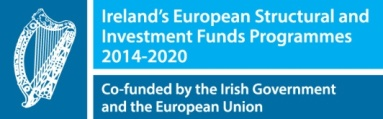 Ireland's European Structural and
Investment Funds Programmes
2014-2020
Co-funded by the Irish Government
and the European Union